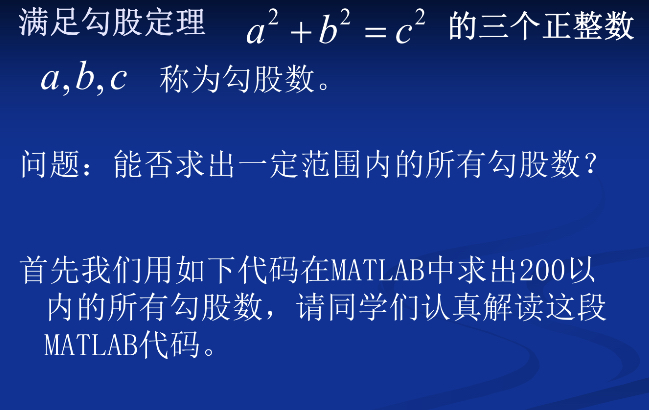 满足勾股定理 a² + b² = c² 的三个正整数
a,b,c 称为勾股数。
问题：能否求出一定范围内的所有勾股数？
首先我们用如下代码在MATLAB中求出200以
内的所有勾股数，请同学们认真解读这段
MATLAB代码。